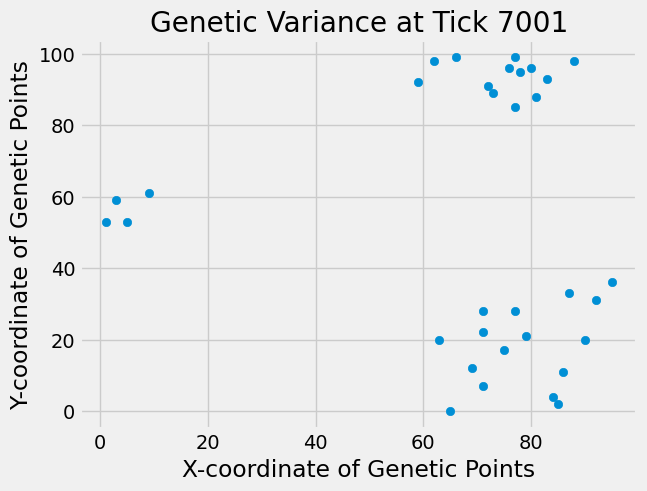 Genetic Variance at Tick 7001
Y-coordinate of Genetic Points
100
80
60
40
20
0
0 20 40 60 80
X-coordinate of Genetic Points